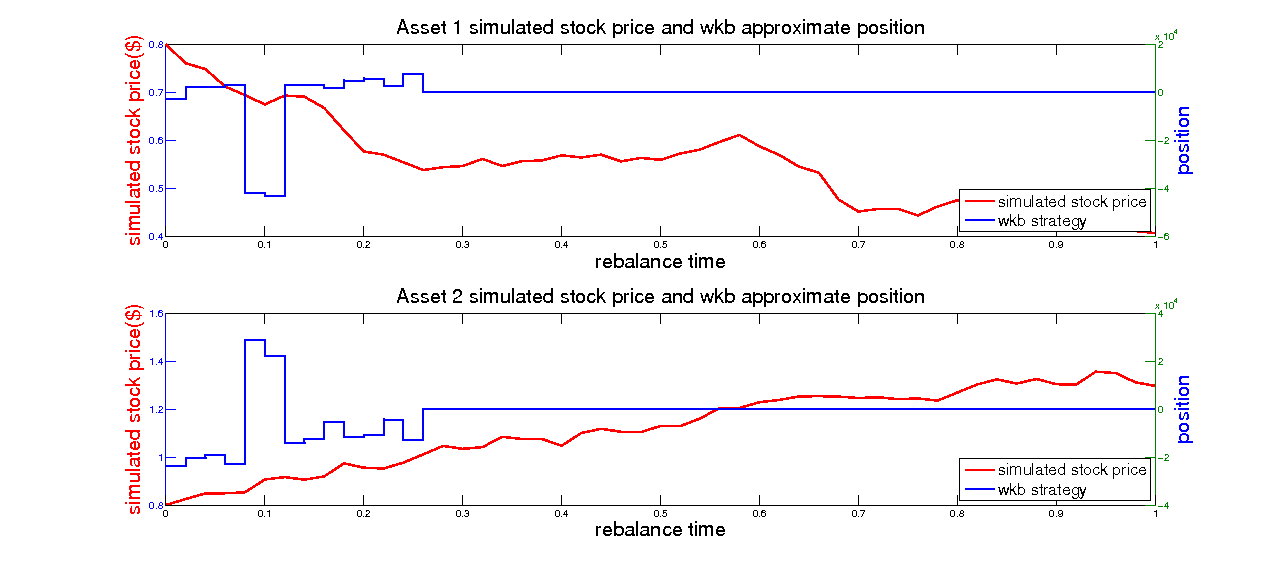 Asset 1 simulated stock price and wkb approximate position
x 10^4
simulated stock price($)
0.8
0.7
0.6
0.5
0.4
2
0
−2
−4
−6
position
simulated stock price
wkb strategy
0 0.1 0.2 0.3 0.4 0.5 0.6 0.7 0.8 0.9 1
rebalance time
Asset 2 simulated stock price and wkb approximate position
x 10^4
simulated stock price($)
1.6
1.4
1.2
1
0.8
4
2
0
−2
−4
position
simulated stock price
wkb strategy
0 0.1 0.2 0.3 0.4 0.5 0.6 0.7 0.8 0.9 1
rebalance time